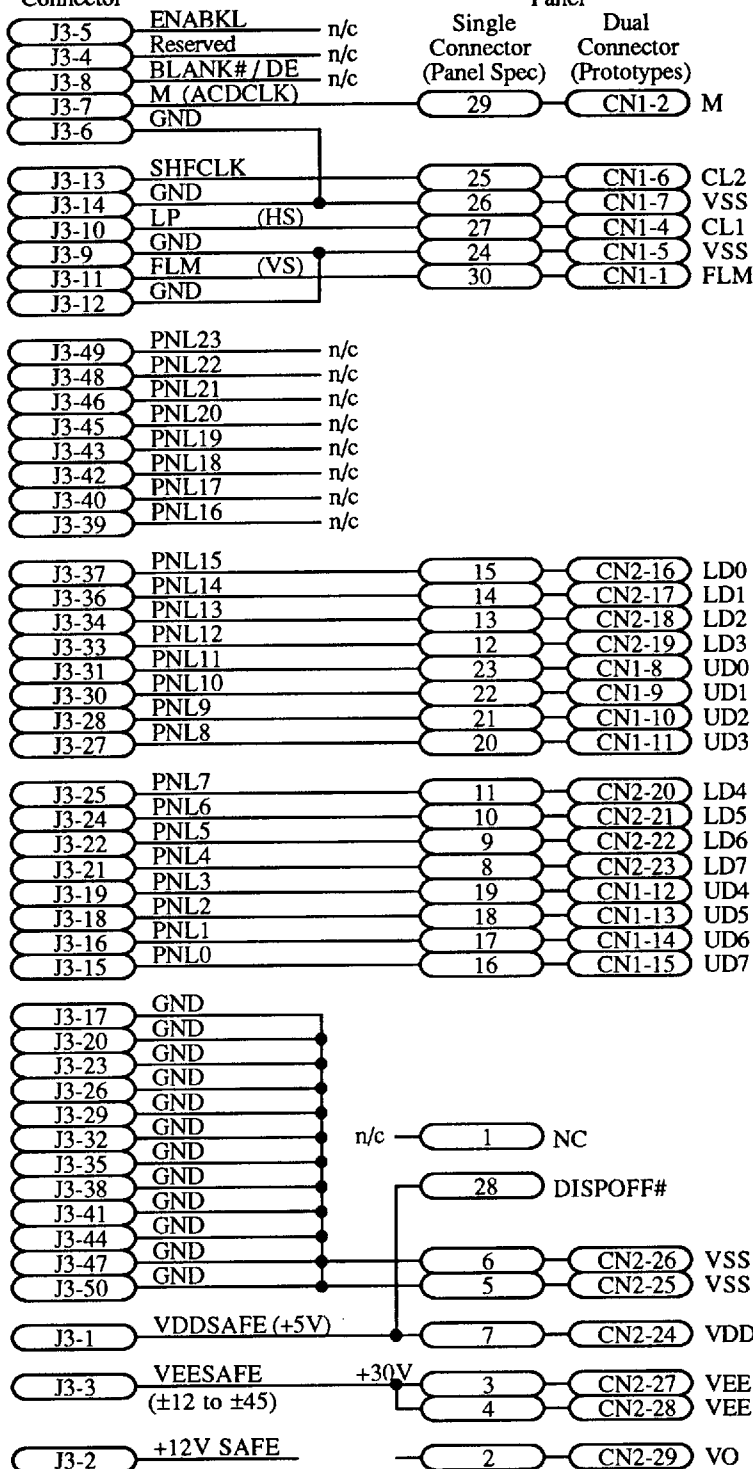 Connector Panel
Single Dual
Connector Connector
(Panel Spec) (Prototypes)
J3-5 ENABKL n/c
J3-4 Reserved n/c
J3-8 BLANK# / DE n/c
J3-7 M (ACDCLK) 29 CN1-2 M
J3-6 GND
J3-13 SHFCLK 25 CN1-6 CL2
J3-14 GND 26 CN1-7 VSS
J3-10 LP (HS) 27 CN1-4 CL1
J3-9 GND 24 CN1-5 VSS
J3-11 FLM (VS) 30 CN1-1 FLM
J3-12 GND
J3-49 PNL23 n/c
J3-48 PNL22 n/c
J3-46 PNL21 n/c
J3-45 PNL20 n/c
J3-43 PNL19 n/c
J3-42 PNL18 n/c
J3-40 PNL17 n/c
J3-39 PNL16 n/c
J3-37 PNL15 15 CN2-16 LD0
J3-36 PNL14 14 CN2-17 LD1
J3-34 PNL13 13 CN2-18 LD2
J3-33 PNL12 12 CN2-19 LD3
J3-31 PNL11 23 CN1-8 UD0
J3-30 PNL10 22 CN1-9 UD1
J3-28 PNL9 21 CN1-10 UD2
J3-27 PNL8 20 CN1-11 UD3
J3-25 PNL7 11 CN2-20 LD4
J3-24 PNL6 10 CN2-21 LD5
J3-22 PNL5 9 CN2-22 LD6
J3-21 PNL4 8 CN2-23 LD7
J3-19 PNL3 19 CN1-12 UD4
J3-18 PNL2 18 CN1-13 UD5
J3-16 PNL1 17 CN1-14 UD6
J3-15 PNL0 16 CN1-15 UD7
J3-17 GND
J3-20 GND
J3-23 GND
J3-26 GND
J3-29 GND
J3-32 GND n/c 1 NC
J3-35 GND
J3-38 GND 28 DISPOFF#
J3-41 GND
J3-44 GND
J3-47 GND 6 CN2-26 VSS
J3-50 GND 5 CN2-25 VSS
J3-1 VDDSAFE (+5V) 7 CN2-24 VDD
J3-3 VEESAFE +30V 3 CN2-27 VEE
(±12 to ±45) 4 CN2-28 VEE
J3-2 +12V SAFE 2 CN2-29 VO